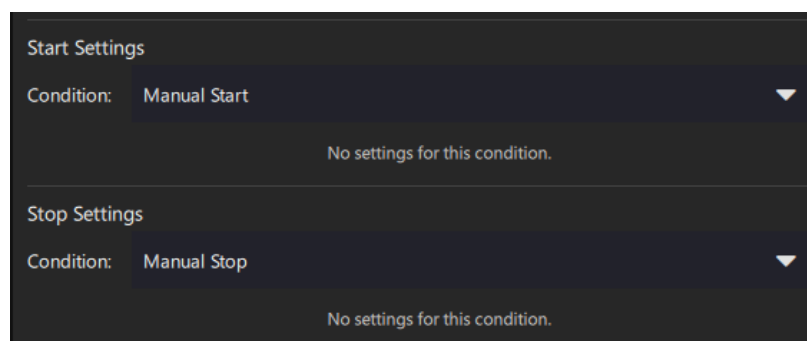 Start Settings
Condition: Manual Start
No settings for this condition.
Stop Settings
Condition: Manual Stop
No settings for this condition.